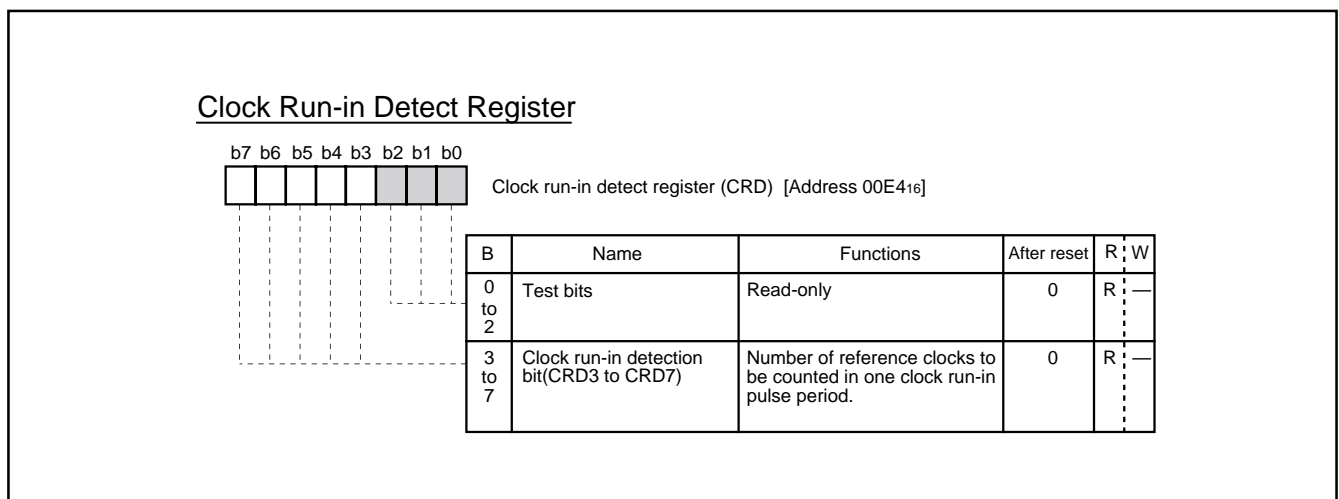 Clock Run-in Detect Register
b7 b6 b5 b4 b3 b2 b1 b0
Clock run-in detect register (CRD) [Address 00E416]
B Name Functions After reset R W
0 Test bits Read-only 0 R —
to
2
3 Clock run-in detection Number of reference clocks to 0 R —
to bit(CRD3 to CRD7) be counted in one clock run-in
7 pulse period.